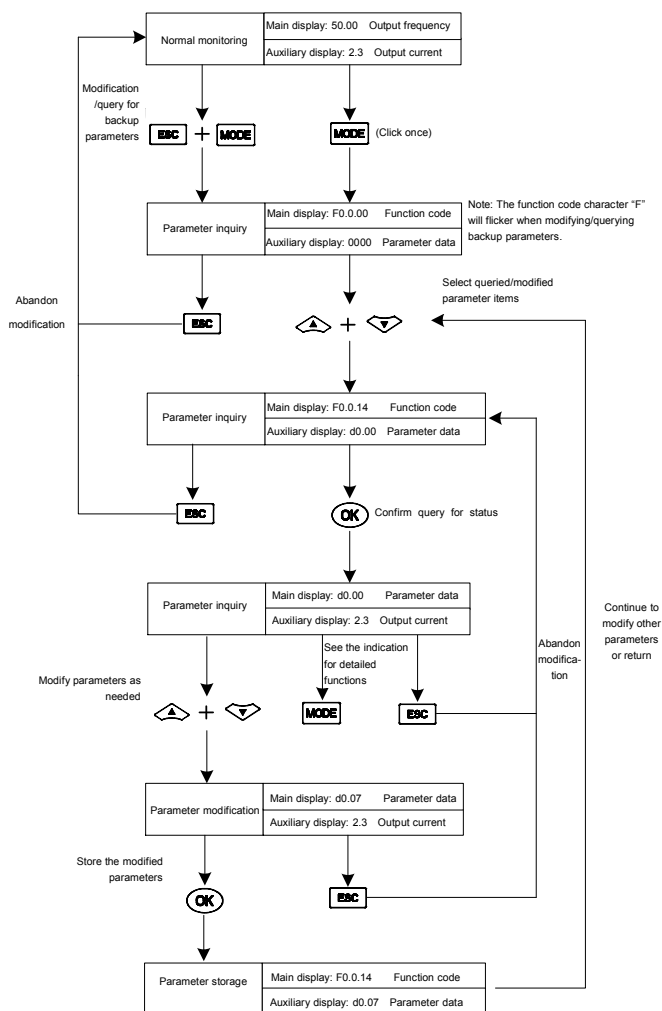 Normal monitoring
Main display: 50.00 Output frequency
Auxiliary display: 2.3 Output current
Modification
/query for
backup
parameters
ESC + MODE
MODE (Click once)
Parameter inquiry
Main display: F0.0.00 Function code
Auxiliary display: 0000 Parameter data
Note: The function code character “F”
will flicker when modifying/querying
backup parameters.
Abandon
modification
ESC
Select queried/modified
parameter items
+
Parameter inquiry
Main display: F0.0.14 Function code
Auxiliary display: d0.00 Parameter data
ESC
OK Confirm query for status
Parameter inquiry
Main display: d0.00 Parameter data
Auxiliary display: 2.3 Output current
Modify parameters as
needed
+
See the indication
for detailed
functions
MODE
ESC
Abandon
modifica-
tion
Continue to
modify other
parameters
or return
Parameter modification
Main display: d0.07 Parameter data
Auxiliary display: 2.3 Output current
Store the modified
parameters
OK
ESC
Parameter storage
Main display: F0.0.14 Function code
Auxiliary display: d0.07 Parameter data